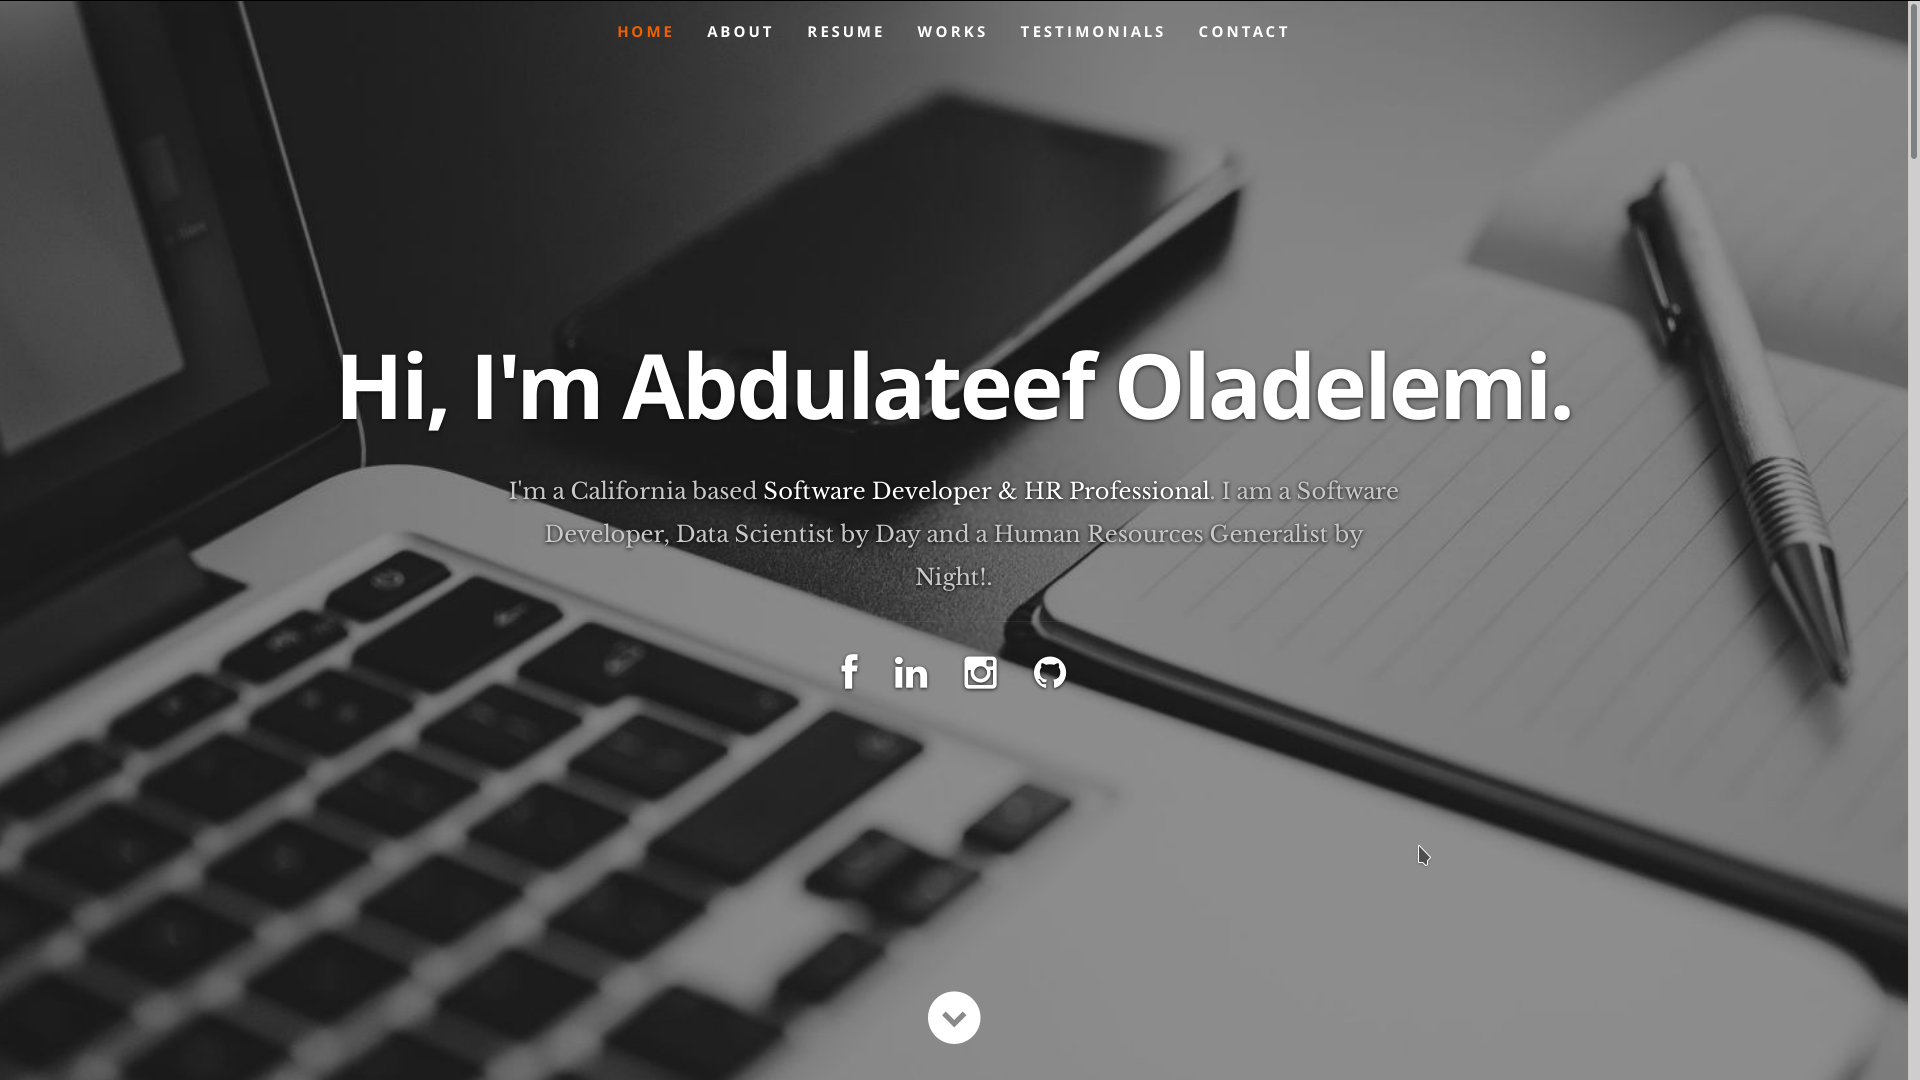 HOME ABOUT RESUME WORKS TESTIMONIALS CONTACT
Hi, I'm Abdulateef Oladelemi.
I'm a California based Software Developer & HR Professional. I am a Software
Developer, Data Scientist by Day and a Human Resources Generalist by
Night!.